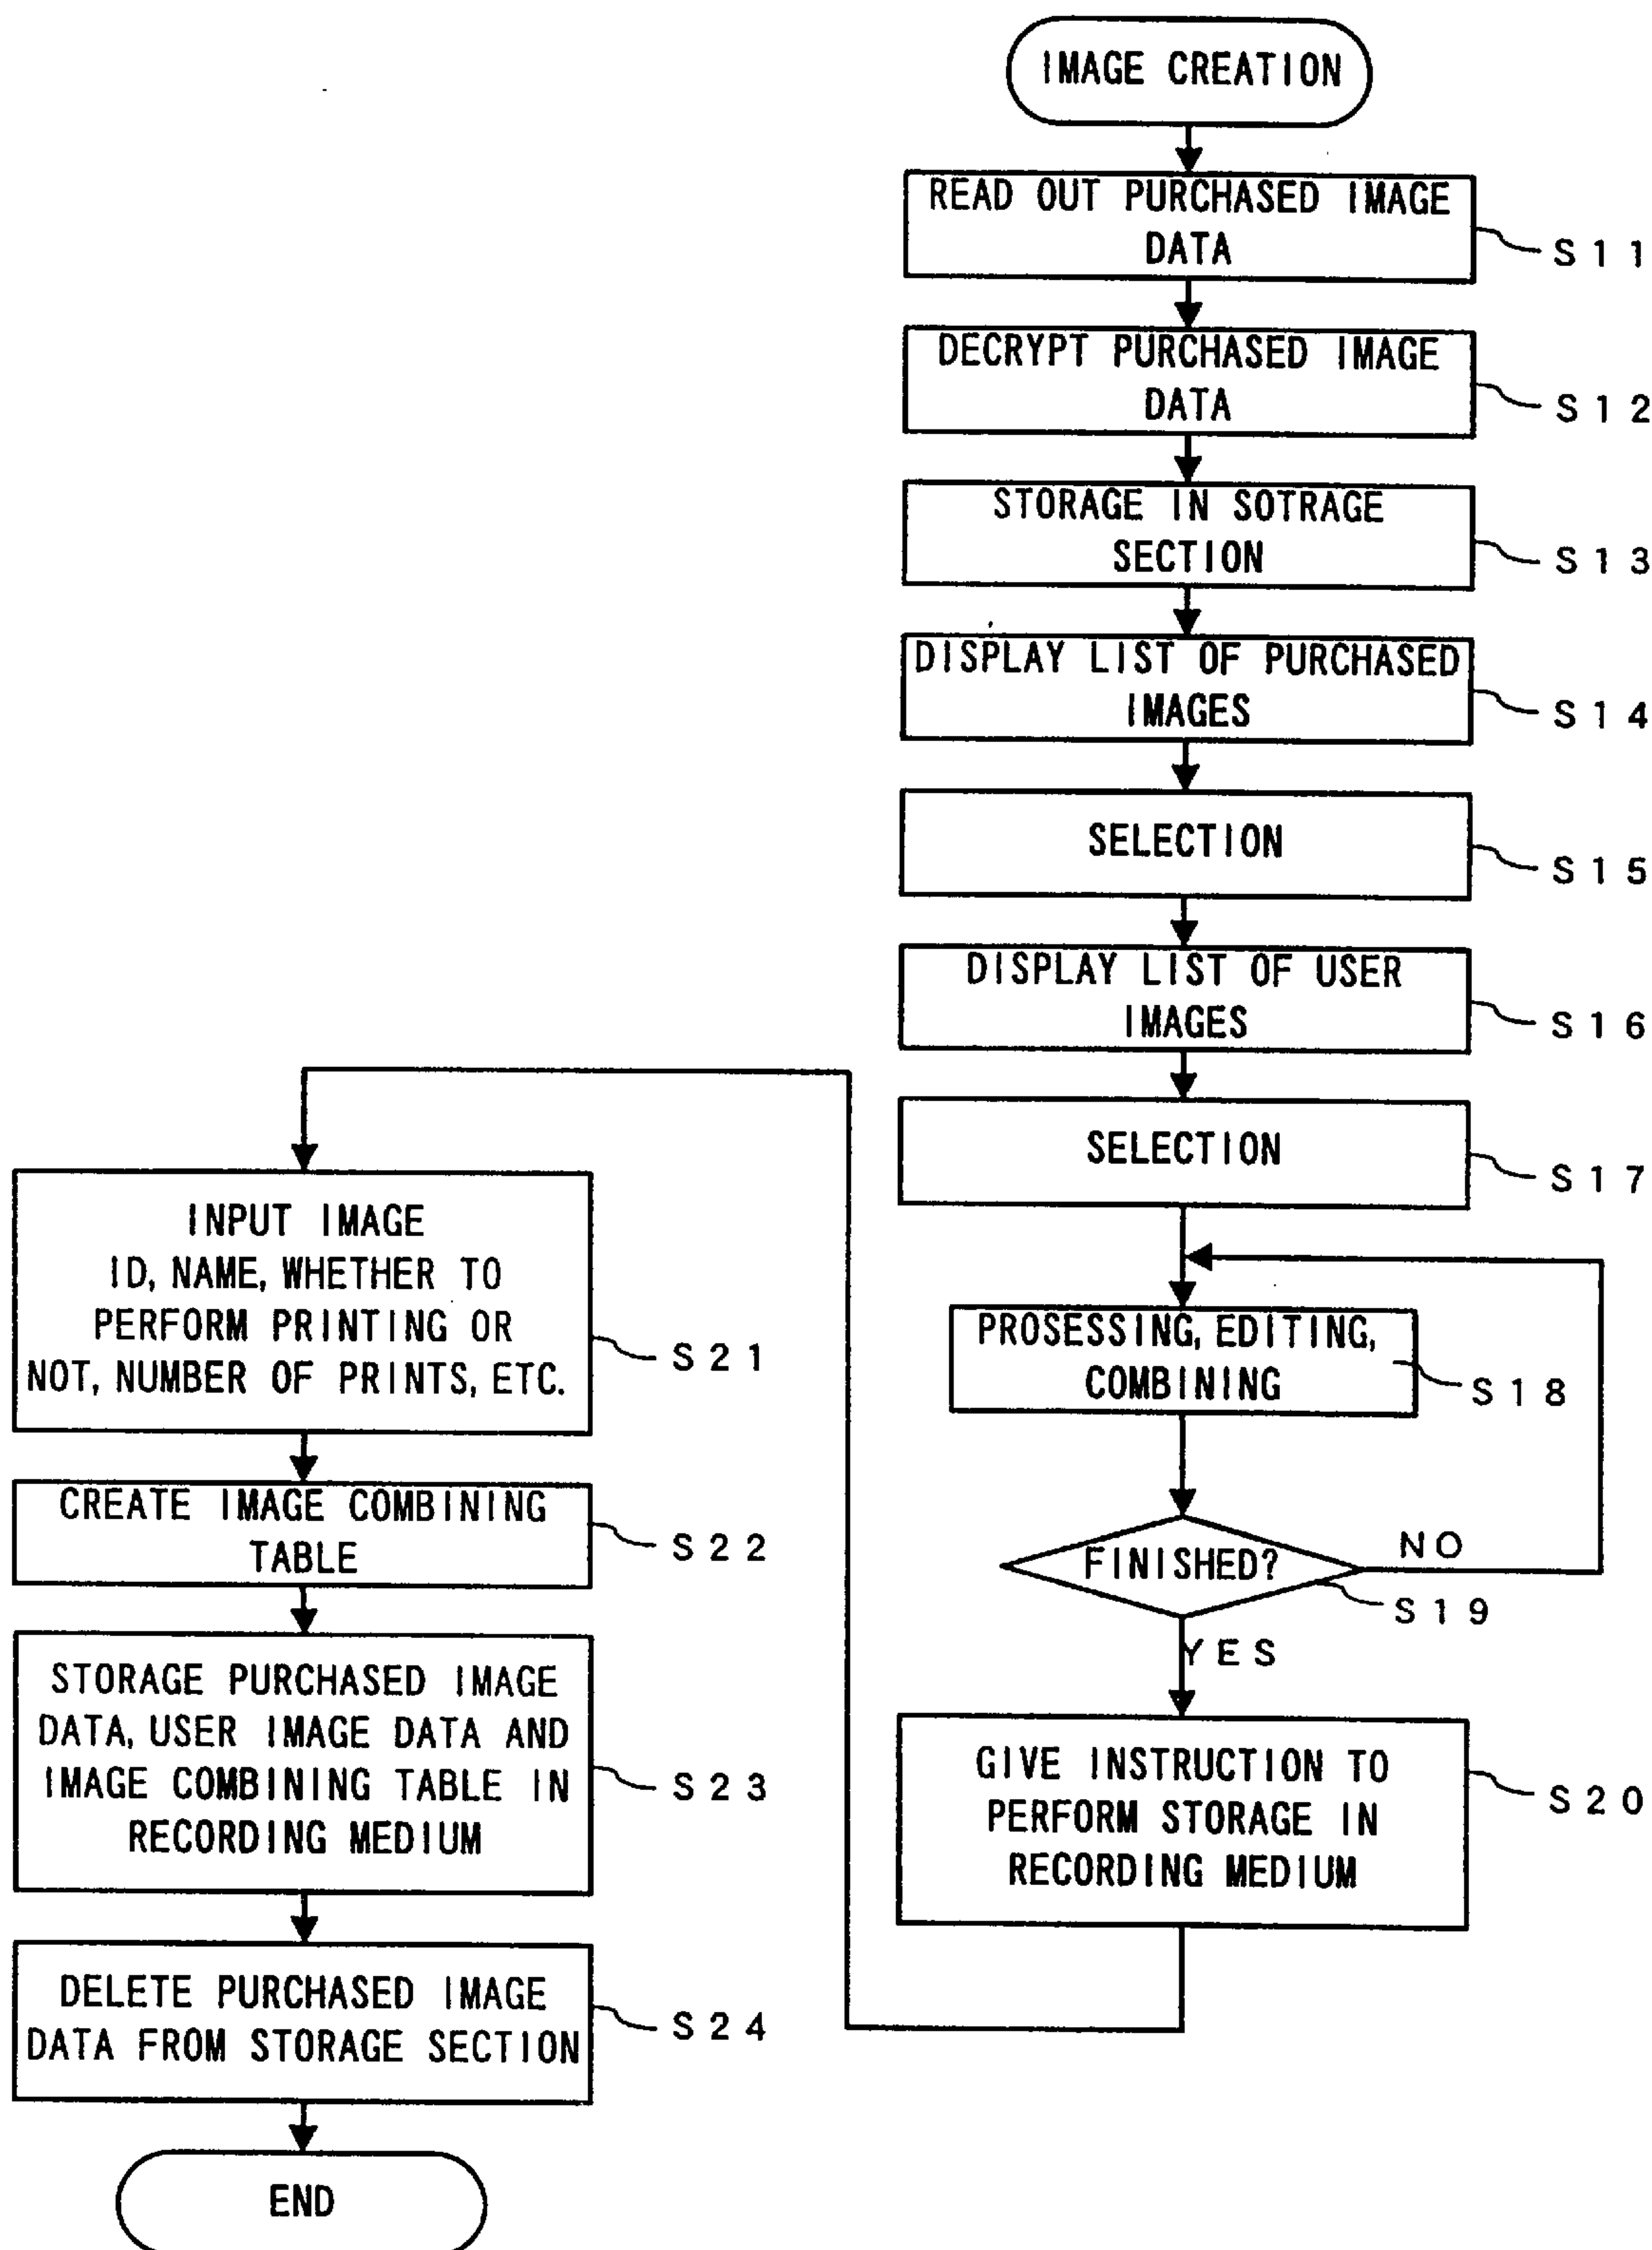 IMAGE CREATION
READ OUT PURCHASED IMAGE
DATA
S11
DECRYPT PURCHASED IMAGE
DATA
S12
STORAGE IN SOTRAGE
SECTION
S13
DISPLAY LIST OF PURCHASED
IMAGES
S14
SELECTION
S15
DISPLAY LIST OF USER
IMAGES
S16
SELECTION
S17
PROSESSING, EDITING,
COMBINING
S18
FINISHED?
NO
S19
YES
GIVE INSTRUCTION TO
PERFORM STORAGE IN
RECORDING MEDIUM
S20
INPUT IMAGE
ID, NAME, WHETHER TO
PERFORM PRINTING OR
NOT, NUMBER OF PRINTS, ETC.
S21
CREATE IMAGE COMBINING
TABLE
S22
STORAGE PURCHASED IMAGE
DATA, USER IMAGE DATA AND
IMAGE COMBINING TABLE IN
RECORDING MEDIUM
S23
DELETE PURCHASED IMAGE
DATA FROM STORAGE SECTION
S24
END